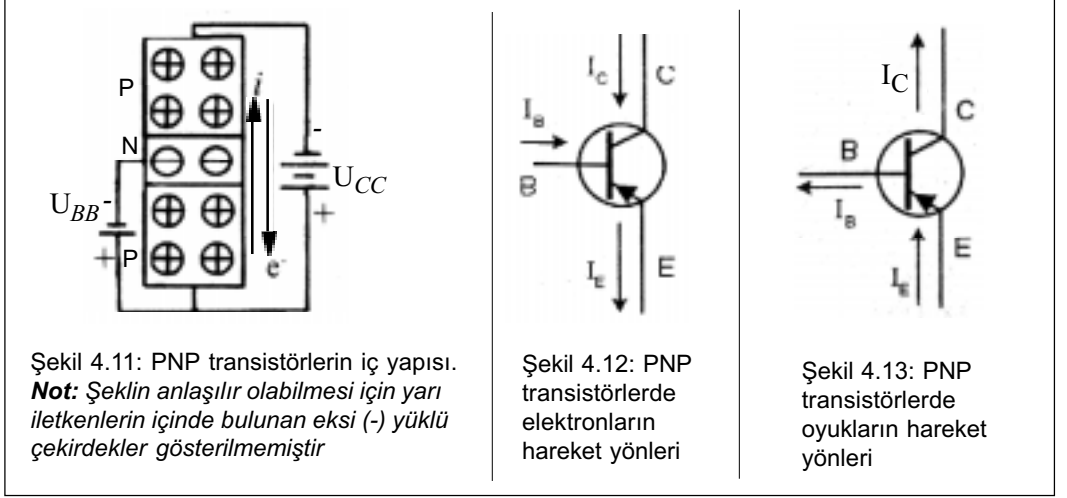 P
N
P
i
e-
-
+
U_CC
U_BB
-
+
Şekil 4.11: PNP transistörlerin iç yapısı.
Not: Şeklin anlaşılır olabilmesi için yarı
iletkenlerin içinde bulunan eksi (-) yüklü
çekirdekler gösterilmemiştir
I_C
C
I_B
B
I_E
E
Şekil 4.12: PNP
transistörlerde
elektronların
hareket yönleri
I_C
C
B
I_B
I_E
E
Şekil 4.13: PNP
transistörlerde
oyukların hareket
yönleri